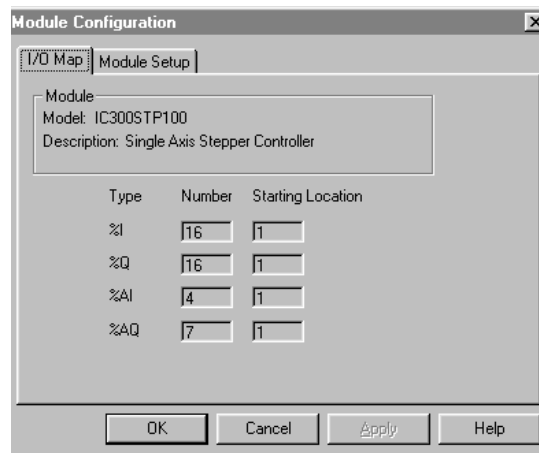 Module Configuration
I/O Map Module Setup
Module
Model: IC300STP100
Description: Single Axis Stepper Controller
Type Number Starting Location
%I 16 1
%Q 16 1
%AI 4 1
%AQ 7 1
OK Cancel Apply Help